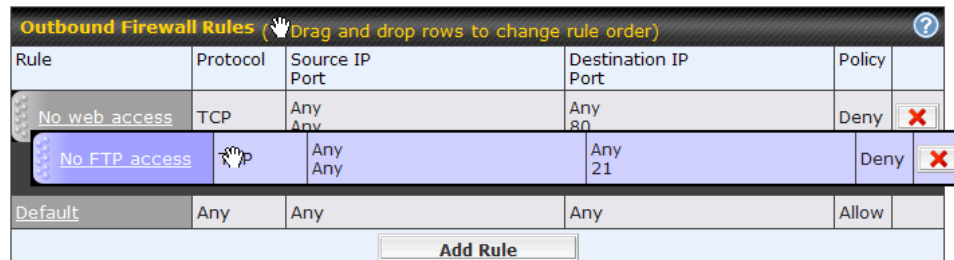 Outbound Firewall Rules (Drag and drop rows to change rule order)
Rule Protocol Source IP Port Destination IP Port Policy
No web access TCP Any Any Any 80 Deny
No FTP access Any Any Any 21 Deny
Default Any Any Any Allow
Add Rule